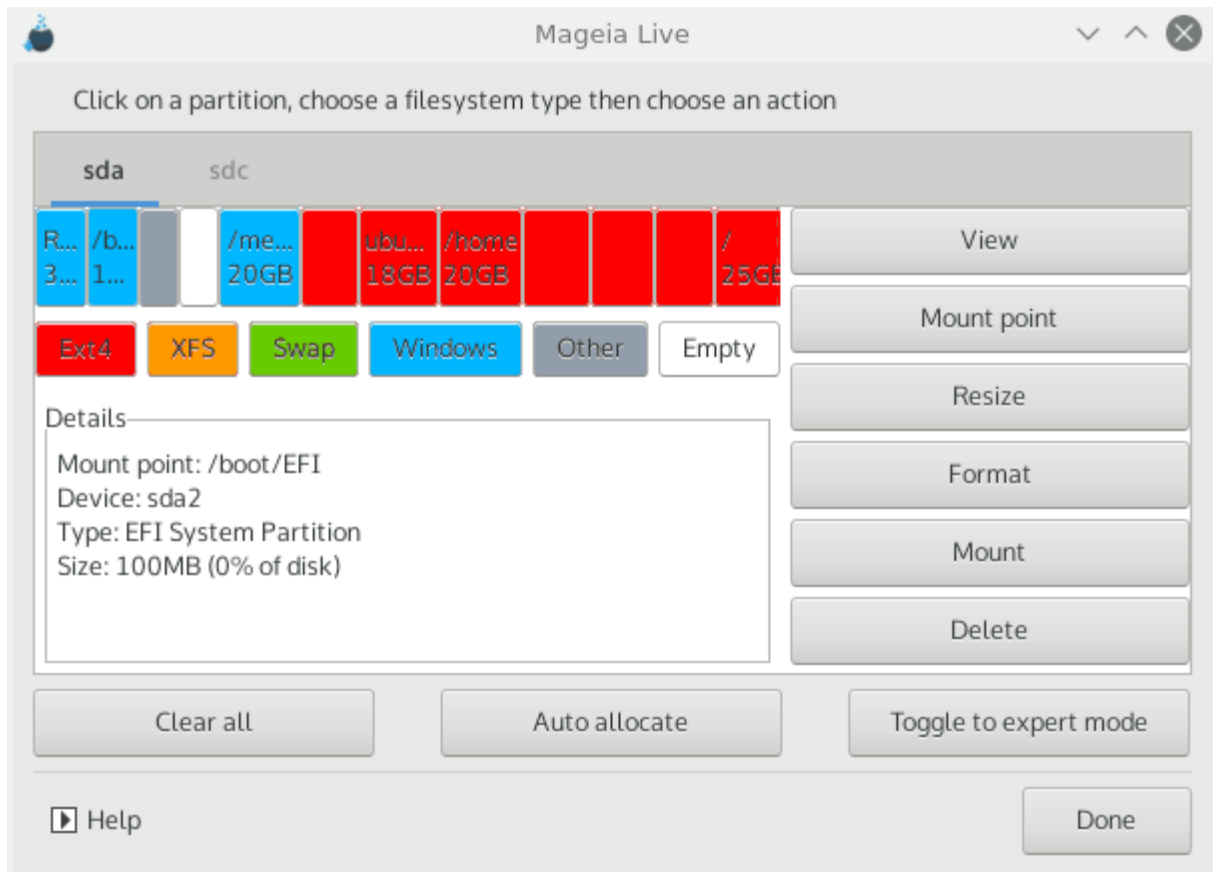 Mageia Live
Click on a partition, choose a filesystem type then choose an action
sda sdc
R... /b... /me... ubu... /home /
3... 1... 20GB 18GB 20GB 25GB
Ext4 XFS Swap Windows Other Empty
Details
Mount point: /boot/EFI
Device: sda2
Type: EFI System Partition
Size: 100MB (0% of disk)
View
Mount point
Resize
Format
Mount
Delete
Clear all Auto allocate Toggle to expert mode
Help
Done